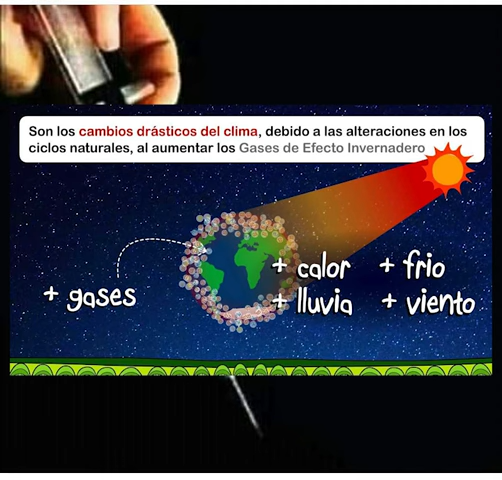 Son los cambios drásticos del clima, debido a las alteraciones en los
ciclos naturales, al aumentar los Gases de Efecto Invernadero
+ calor + frio
+ gases
+ lluvia + viento